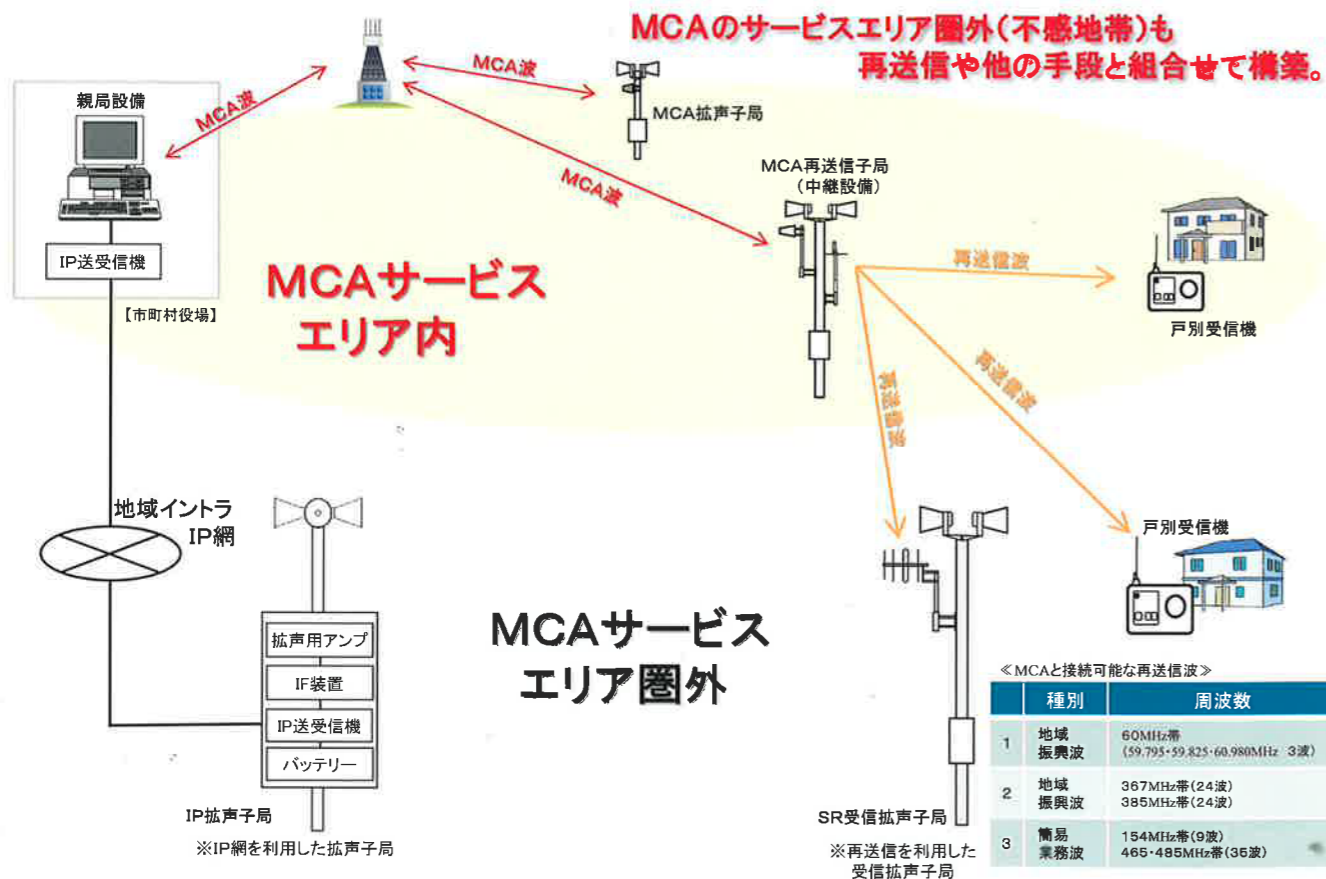 MCAのサービスエリア圏外(不感地帯)も
再送信や他の手段と組合せて構築。
親局設備
MCA波
MCA波
MCA拡声子局
MCA波
MCA再送信子局
(中継設備)
IP送受信機
【市町村役場】
MCAサービス
エリア内
再送信波
戸別受信機
再送信波
再送信波
地域イントラ
IP網
拡声用アンプ
IF装置
IP送受信機
バッテリー
IP拡声子局
※IP網を利用した拡声子局
MCAサービス
エリア圏外
戸別受信機
SR受信拡声子局
※再送信を利用した
受信拡声子局
≪MCAと接続可能な再送信波≫
種別 周波数
1 地域振興波 60MHz帯
(59.795・59.825・60.980MHz 3波)
2 地域振興波 367MHz帯(24波)
385MHz帯(24波)
3 簡易業務波 154MHz帯(9波)
465・485MHz帯(35波)